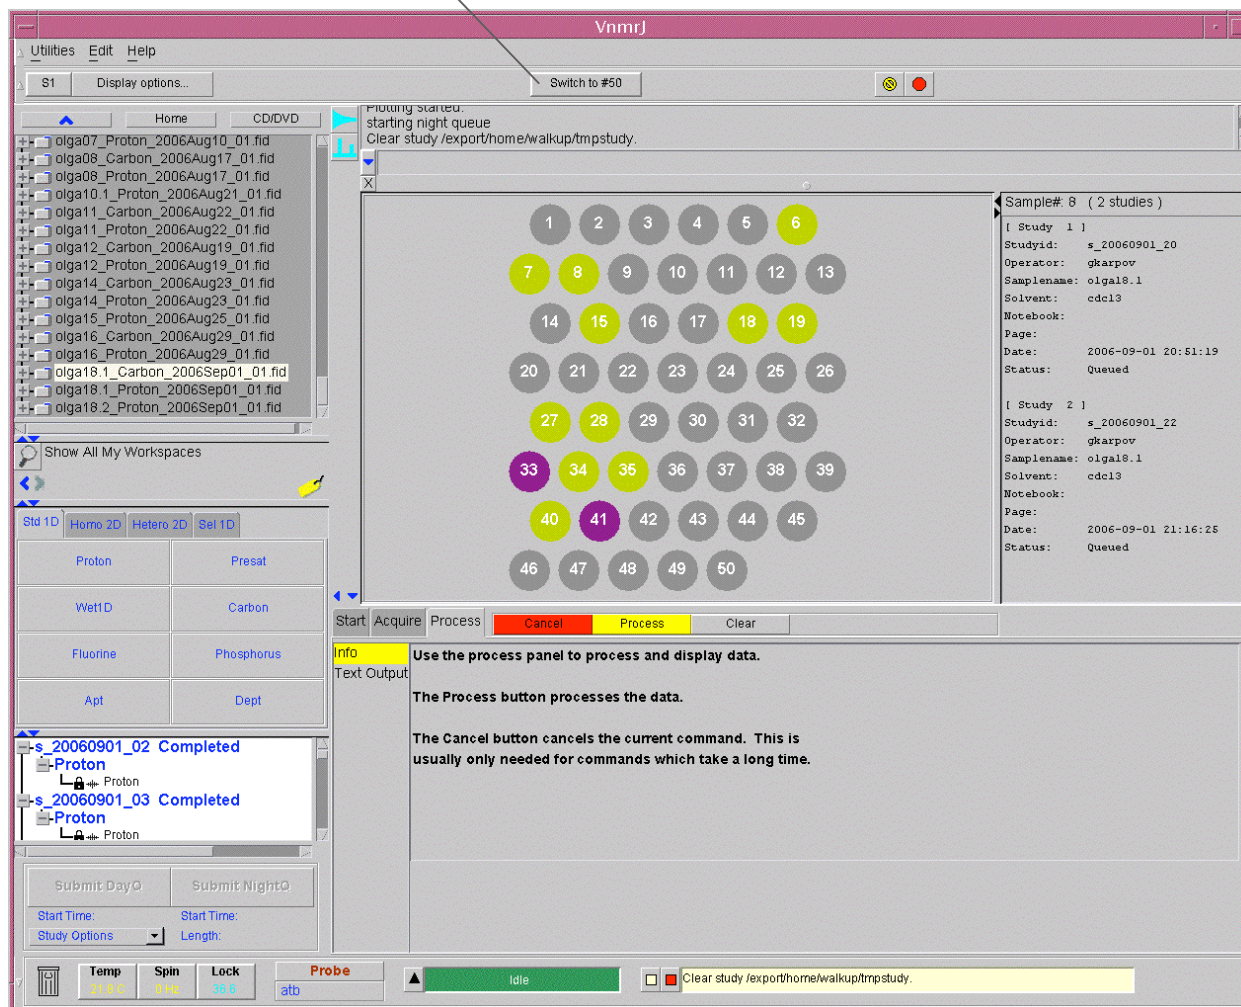 VnmrJ
Utilities Edit Help
S1 Display options... Switch to #50
Home CD/DVD
Plotting started.
starting night queue
Clear study /export/home/walkup/tmpstudy.
X
olga07_Proton_2006Aug10_01.fid
olga08_Carbon_2006Aug17_01.fid
olga08_Proton_2006Aug17_01.fid
olga10.1_Proton_2006Aug21_01.fid
olga11_Carbon_2006Aug22_01.fid
olga11_Proton_2006Aug22_01.fid
olga12_Carbon_2006Aug19_01.fid
olga12_Proton_2006Aug19_01.fid
olga14_Carbon_2006Aug23_01.fid
olga14_Proton_2006Aug23_01.fid
olga15_Proton_2006Aug25_01.fid
olga16_Carbon_2006Aug29_01.fid
olga16_Proton_2006Aug29_01.fid
olga18.1_Carbon_2006Sep01_01.fid
olga18.1_Proton_2006Sep01_01.fid
olga18.2_Proton_2006Sep01_01.fid
Show All My Workspaces
Std 1D Homo 2D Hetero 2D Sel 1D
Proton Presat
Wet1D Carbon
Fluorine Phosphorus
Apt Dept
s_20060901_02 Completed
Proton
Proton
s_20060901_03 Completed
Proton
Proton
Submit DayQ Submit NightQ
Start Time: Start Time:
Study Options Length:
1 2 3 4 5 6
7 8 9 10 11 12 13
14 15 16 17 18 19
20 21 22 23 24 25 26
27 28 29 30 31 32
33 34 35 36 37 38 39
40 41 42 43 44 45
46 47 48 49 50
Sample#: 8 ( 2 studies )
[ Study 1 ]
Studyid: s_20060901_20
Operator: gkarpov
Samplename: olga18.1
Solvent: cdcl3
Notebook:
Page:
Date: 2006-09-01 20:51:19
Status: Queued
[ Study 2 ]
Studyid: s_20060901_22
Operator: gkarpov
Samplename: olga18.1
Solvent: cdcl3
Notebook:
Page:
Date: 2006-09-01 21:16:25
Status: Queued
Start Acquire Process Cancel Process Clear
Info
Text Output
Use the process panel to process and display data.
The Process button processes the data.
The Cancel button cancels the current command. This is
usually only needed for commands which take a long time.
Temp Spin Lock Probe
21.8 C 0 Hz 36.6 atb
Idle
Clear study /export/home/walkup/tmpstudy.